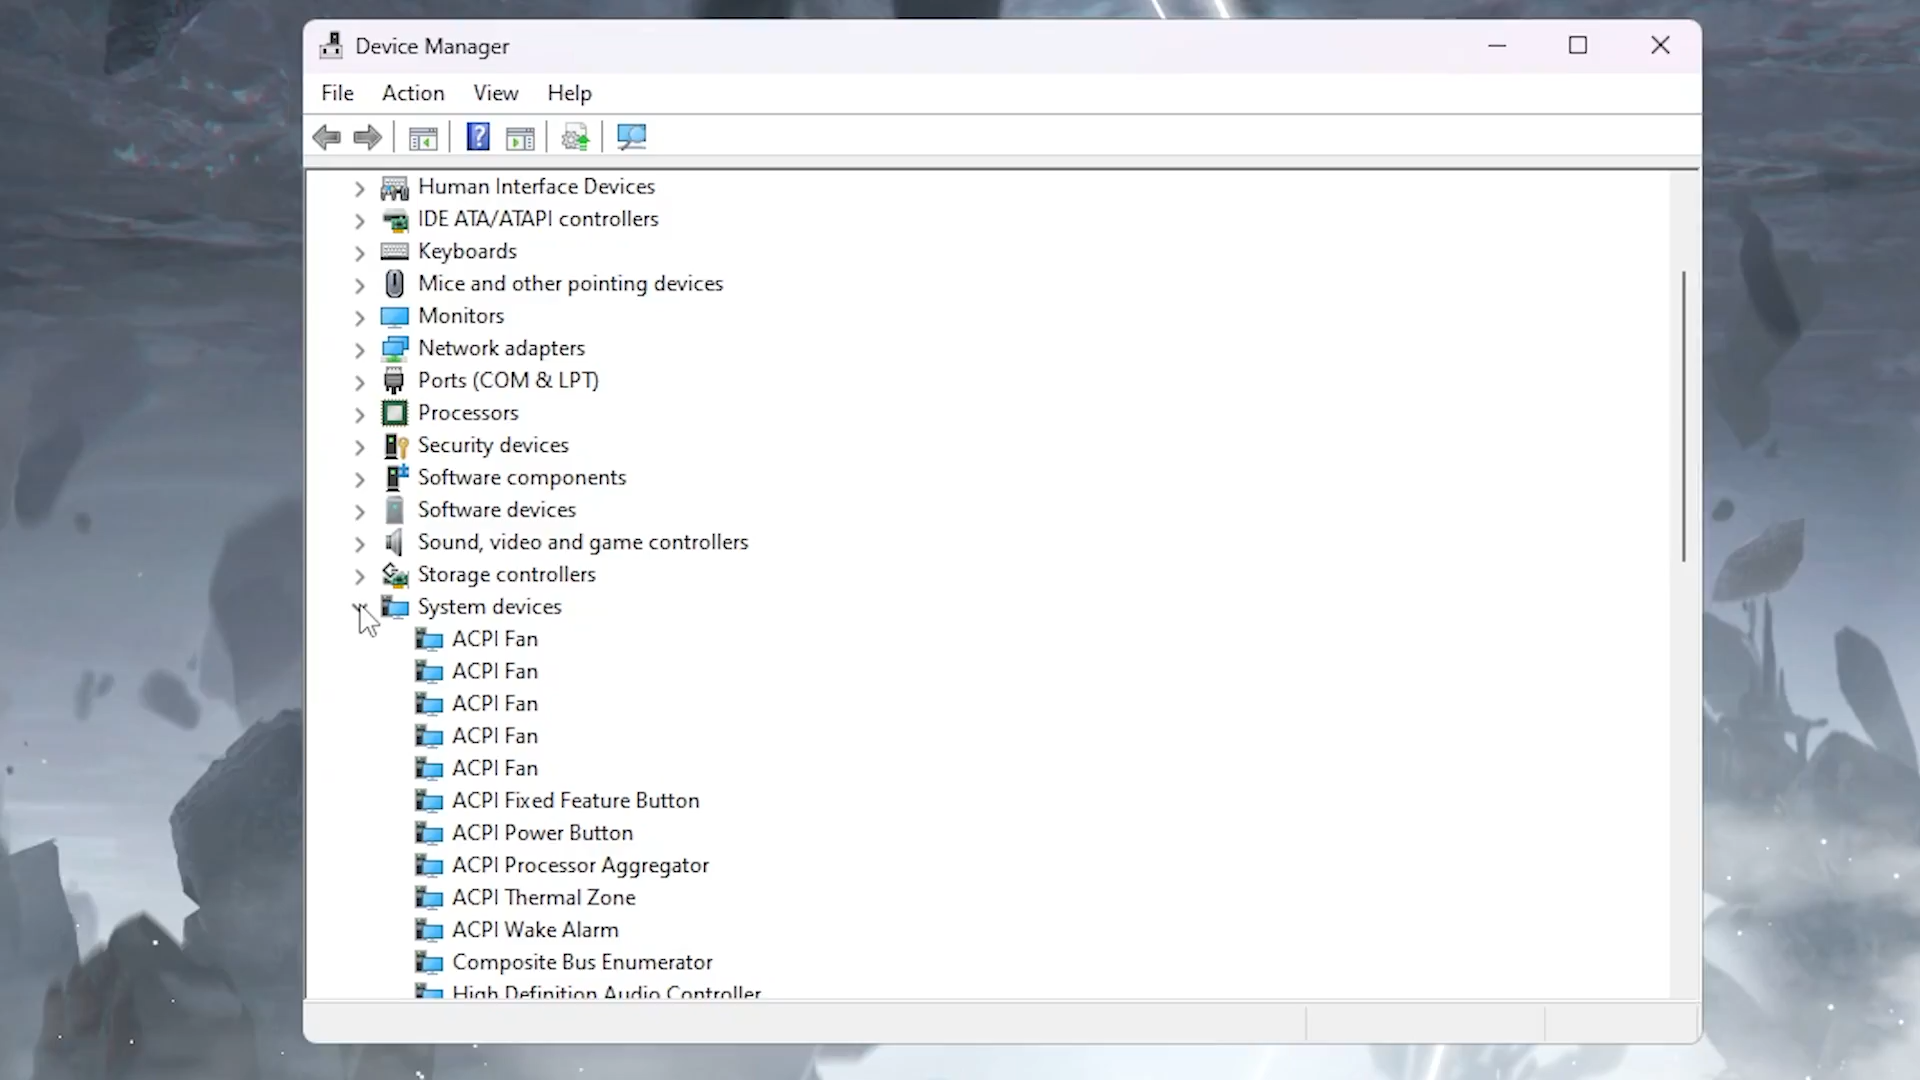 Device Manager
File Action View Help
?
Human Interface Devices
IDE ATA/ATAPI controllers
Keyboards
Mice and other pointing devices
Monitors
Network adapters
Ports (COM & LPT)
Processors
Security devices
Software components
Software devices
Sound, video and game controllers
Storage controllers
System devices
ACPI Fan
ACPI Fan
ACPI Fan
ACPI Fan
ACPI Fan
ACPI Fixed Feature Button
ACPI Power Button
ACPI Processor Aggregator
ACPI Thermal Zone
ACPI Wake Alarm
Composite Bus Enumerator
High Definition Audio Controller